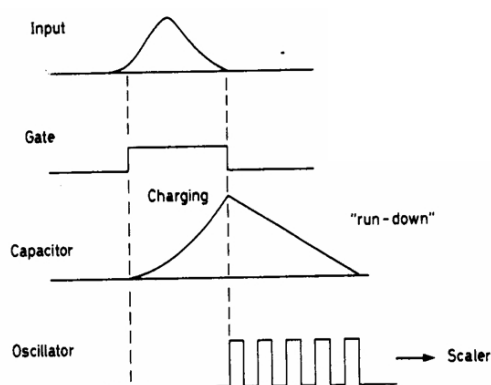 Input
Gate
Charging
"run-down"
Capacitor
Oscillator
Scaler